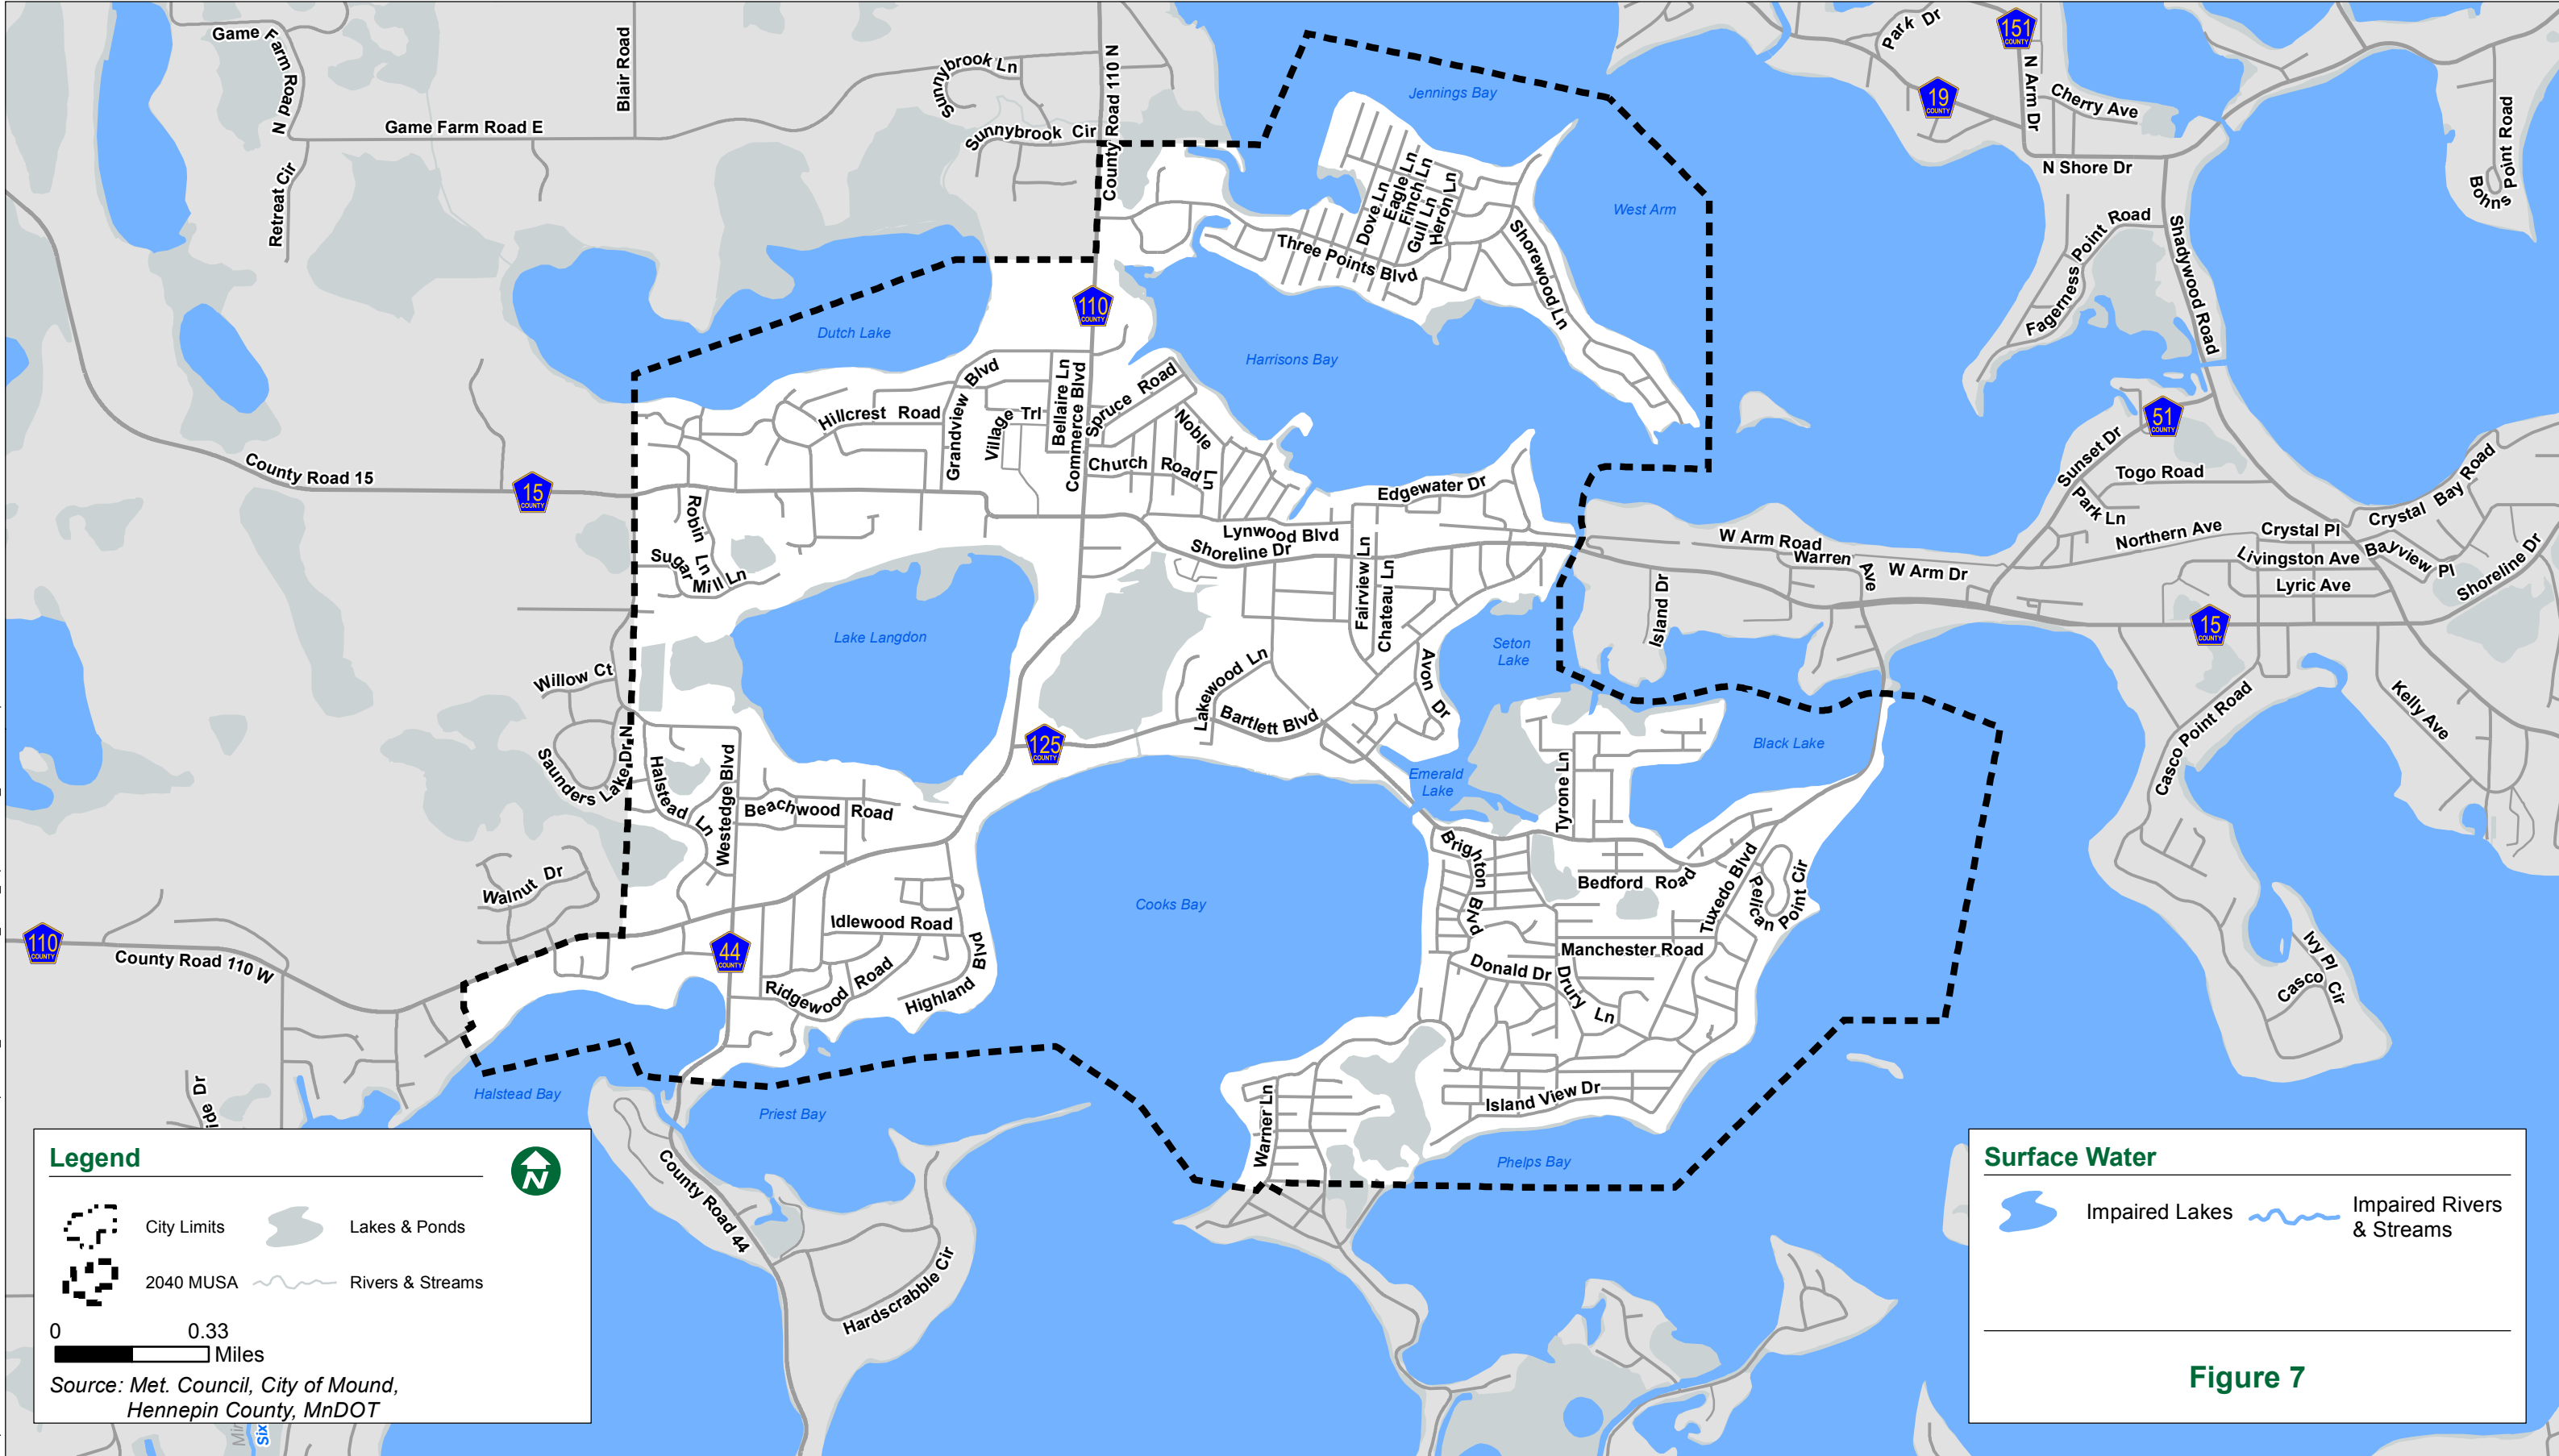 Game Farm Road N
Blair Road
Game Farm Road E
Retreat Cir
Sunnybrook Ln
Sunnybrook Cir
County Road 110 N
Jennings Bay
Park Dr
151
COUNTY
19
COUNTY
N Arm Dr
Cherry Ave
N Shore Dr
Bohns Point Road
Dove Ln
Eagle Ln
Finch Ln
Gull Ln
Heron Ln
Three Points Blvd
Shorewood Ln
West Arm
Fagerness Point Road
Shadywood Road
Dutch Lake
110
COUNTY
Harrisons Bay
County Road 15
15
COUNTY
Hillcrest Road
Grandview Blvd
Village Trl
Bellaire Ln
Commerce Blvd
Spruce Road
Noble Ln
Church Road
Edgewater Dr
Lynwood Blvd
Shoreline Dr
51
COUNTY
Sunset Dr
Togo Road
Park Ln
Northern Ave
Crystal Pl
Crystal Bay Road
Livingston Ave
Bayview Pl
Lyric Ave
Shoreline Dr
W Arm Road
Warren Ave
W Arm Dr
Island Dr
15
COUNTY
Robin Ln
Sugar Mill Ln
Fairview Ln
Chateau Ln
Lake Langdon
Seton
Lake
Avon Dr
Lakewood Ln
Bartlett Blvd
125
COUNTY
Willow Ct
Saunders Lake Dr N
Halstead Ln
Westedge Blvd
Beachwood Road
Emerald
Lake
Black Lake
Tyrone Ln
Casco Point Road
Kelly Ave
Brighton Blvd
Bedford Road
Tuxedo Blvd
Pelican Point Cir
Walnut Dr
Cooks Bay
110
COUNTY
County Road 110 W
44
COUNTY
Idlewood Road
Ridgewood Road
Highland Blvd
Manchester Road
Donald Dr
Drury Ln
Ivy Pl
Casco Cir
Island View Dr
Warner Ln
Halstead Bay
Priest Bay
Phelps Bay
County Road 44
Hardscrabble Cir
Legend
N
City Limits
Lakes & Ponds
2040 MUSA
Rivers & Streams
0 0.33
Miles
Source: Met. Council, City of Mound,
Hennepin County, MnDOT
Surface Water
Impaired Lakes
Impaired Rivers
& Streams
Figure 7